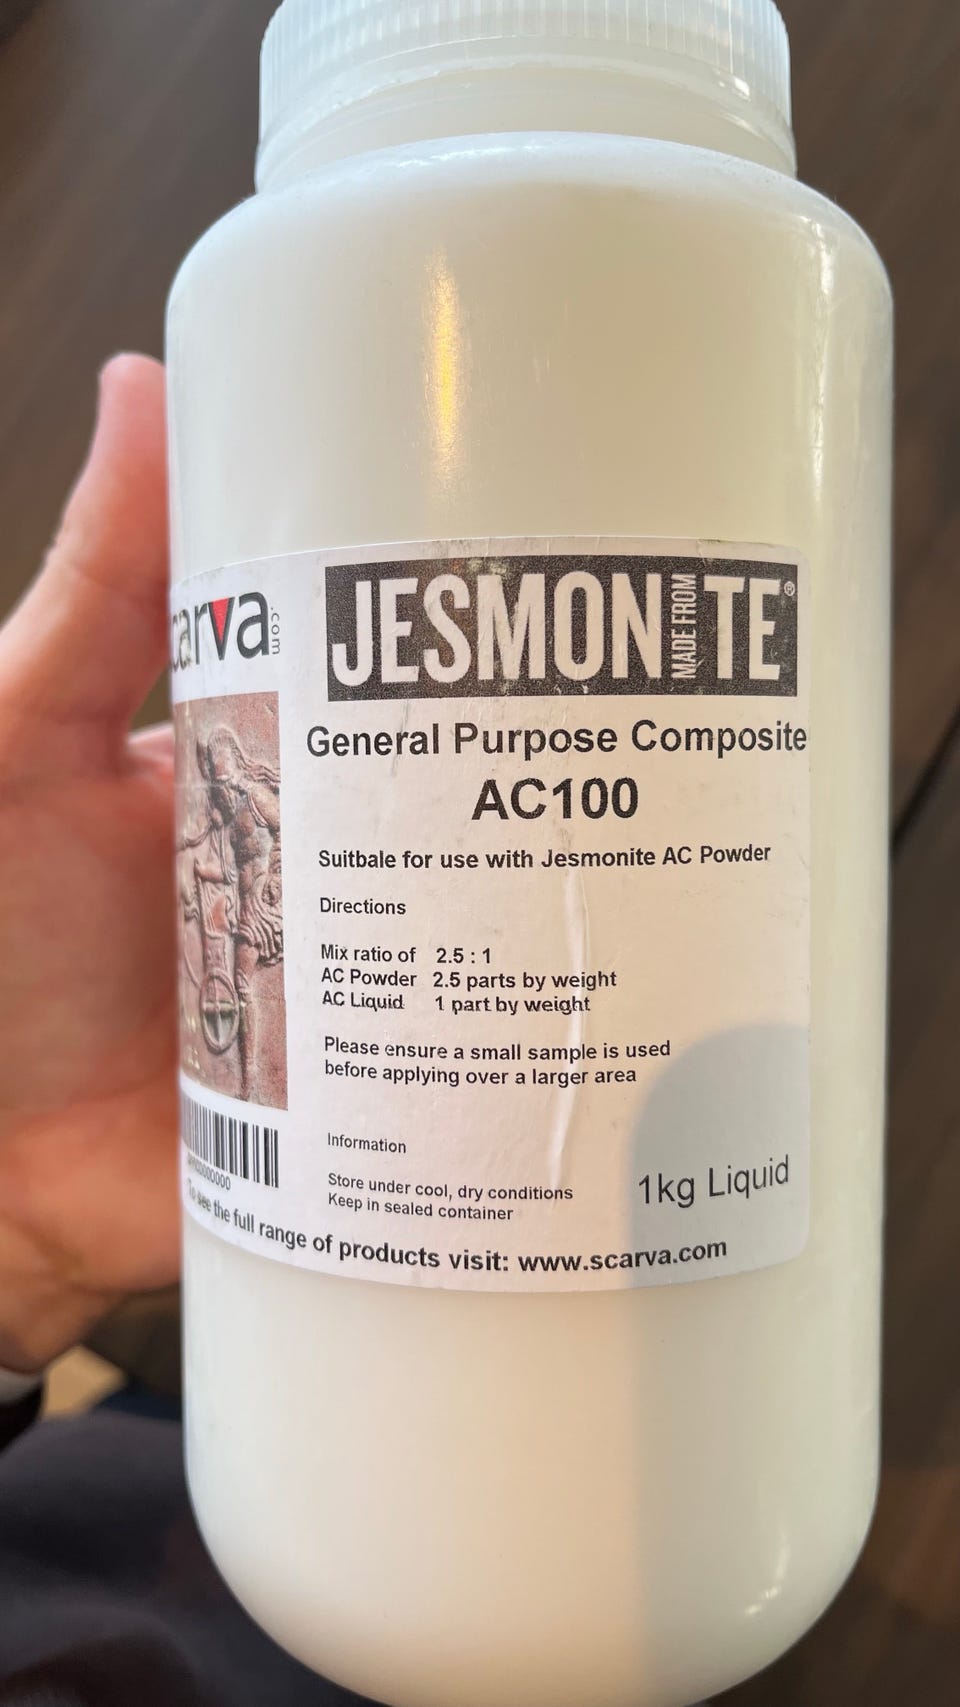 scarva.com
JESMONITE®
MADE FROM
General Purpose Composite
AC100
Suitbale for use with Jesmonite AC Powder
Directions
Mix ratio of 2.5 : 1
AC Powder 2.5 parts by weight
AC Liquid 1 part by weight
Please ensure a small sample is used
before applying over a larger area
Information
Store under cool, dry conditions
Keep in sealed container
1kg Liquid
To see the full range of products visit: www.scarva.com